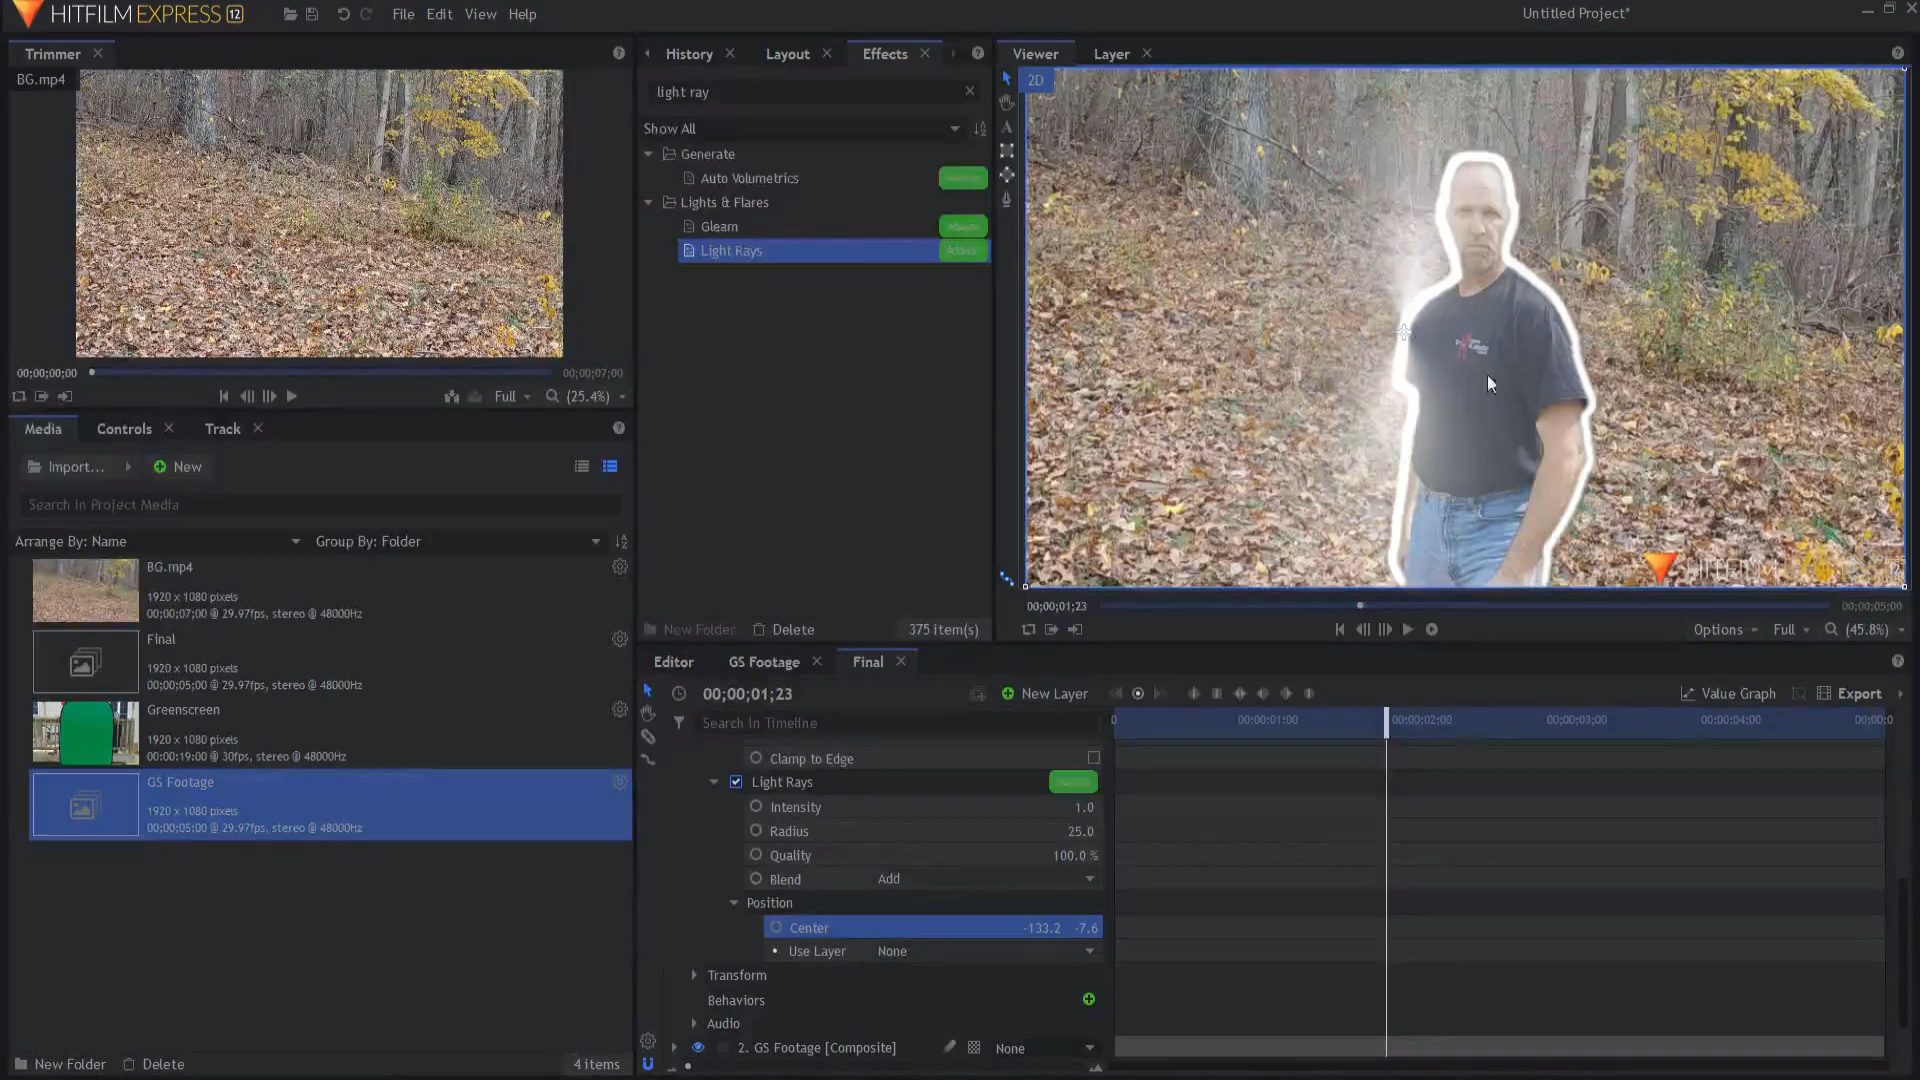 HITFILM EXPRESS 12
File Edit View Help
Untitled Project*
Trimmer
BG.mp4
00;00;00;00
00;00;07;00
Full
(25.4%)
Media Controls Track
Import...
New
Search In Project Media
Arrange By: Name
Group By: Folder
BG.mp4
1920 x 1080 pixels
00;00;07;00 @ 29.97fps, stereo @ 48000Hz
Final
1920 x 1080 pixels
00;00;05;00 @ 29.97fps, stereo @ 48000Hz
Greenscreen
1920 x 1080 pixels
00:00:19:00 @ 30fps, stereo @ 48000Hz
GS Footage
1920 x 1080 pixels
00;00;05;00 @ 29.97fps, stereo @ 48000Hz
New Folder
Delete
4 items
History Layout Effects
light ray
Show All
Generate
Auto Volumetrics
Lights & Flares
Gleam
Light Rays
New Folder
Delete
375 item(s)
Viewer Layer
2D
00;00;01;23
00;00;05;00
Options
Full
(45.8%)
Editor GS Footage Final
00;00;01;23
New Layer
Value Graph
Export
Search In Timeline
0
00;00;01;00
00;00;02;00
00;00;03;00
00;00;04;00
00;00;0
Clamp to Edge
Light Rays
Intensity 1.0
Radius 25.0
Quality 100.0 %
Blend Add
Position
Center -133.2 -7.6
Use Layer None
Transform
Behaviors
Audio
2. GS Footage [Composite]
None